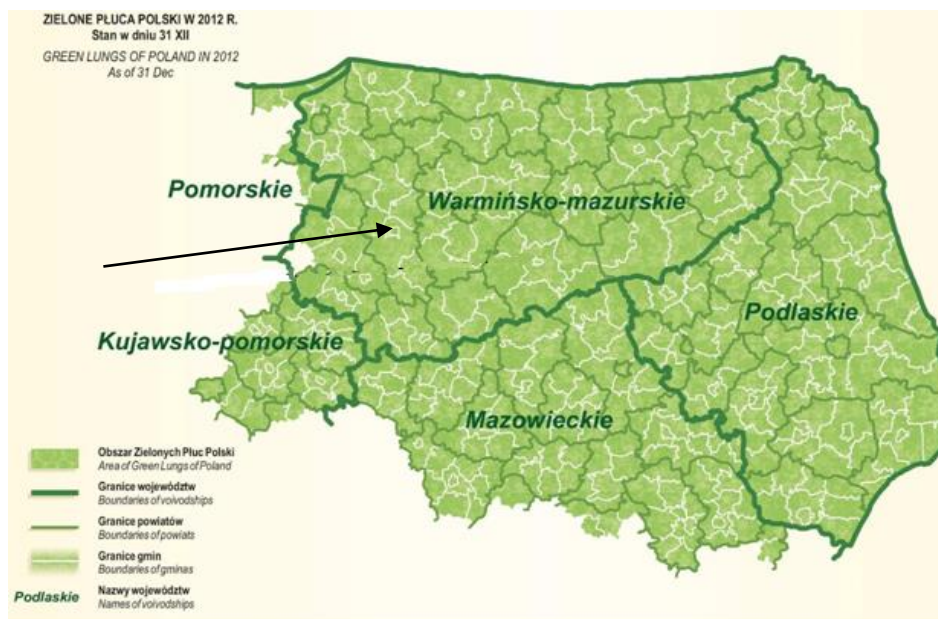 ZIELONE PŁUCA POLSKI W 2012 R.
Stan w dniu 31 XII
GREEN LUNGS OF POLAND IN 2012
As of 31 Dec
Pomorskie
Warmińsko-mazurskie
Podlaskie
Kujawsko-pomorskie
Mazowieckie
Obszar Zielonych Płuc Polski
Area of Green Lungs of Poland
Granice województw
Boundaries of voivodships
Granice powiatów
Boundaries of powiats
Granice gmin
Boundaries of gminas
Podlaskie
Nazwy województw
Names of voivodships